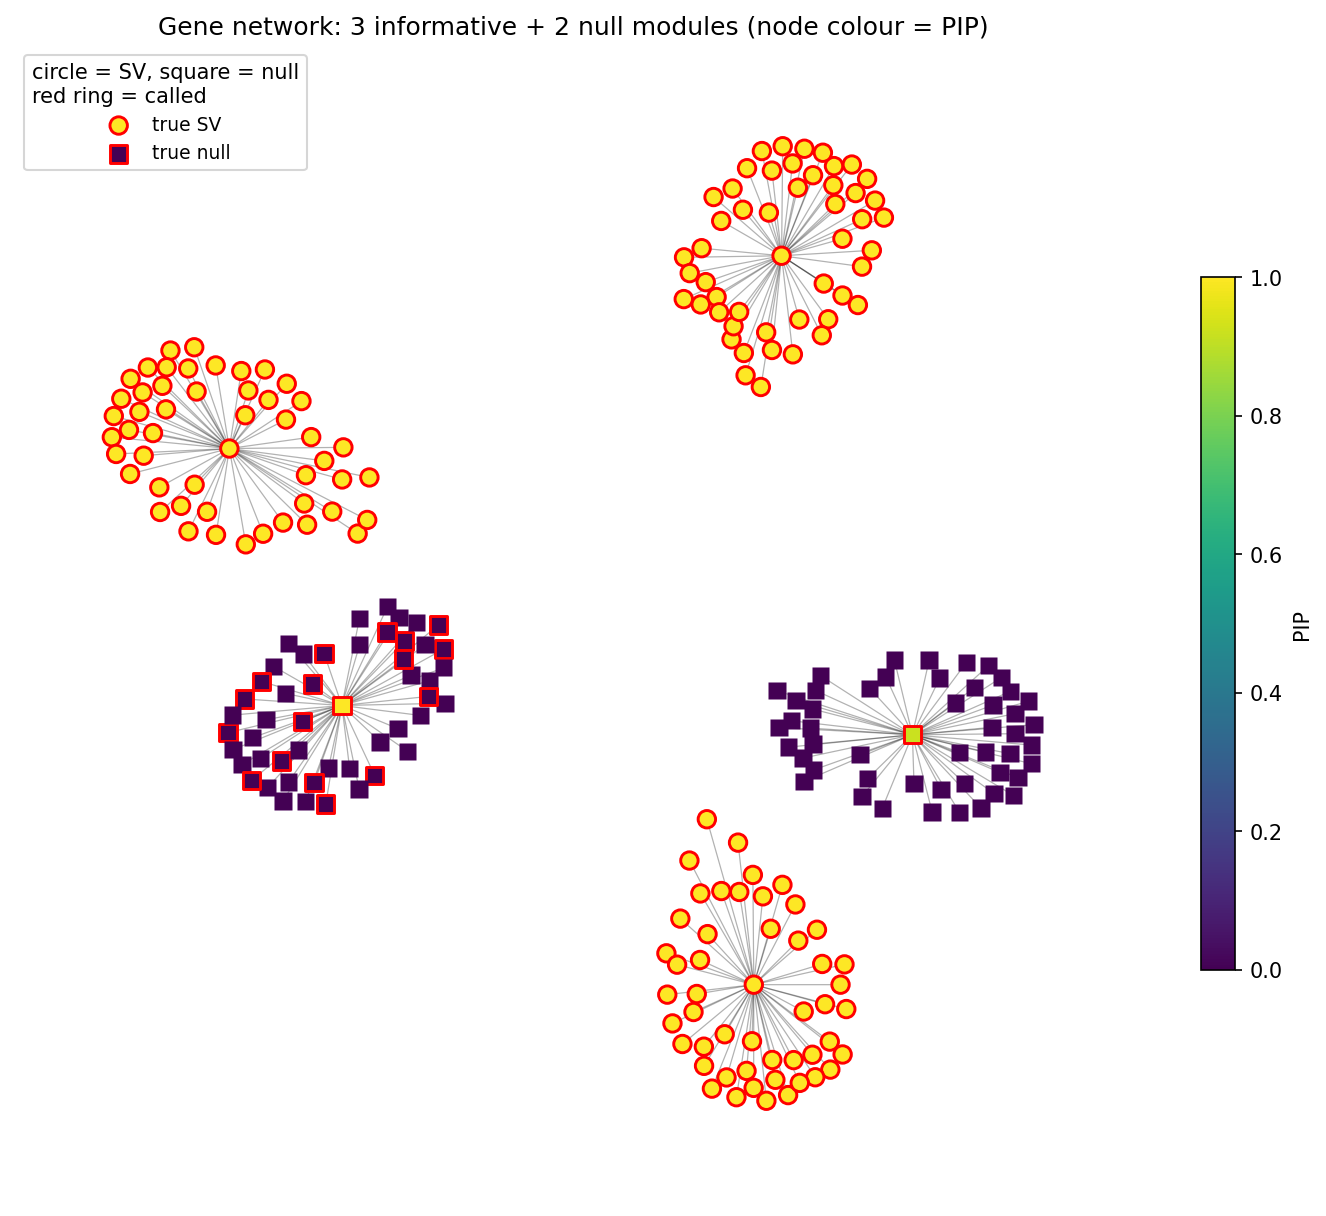 Gene network: 3 informative + 2 null modules (node colour = PIP)
circle = SV, square = null
red ring = called
true SV
true null
1.0
0.8
0.6
0.4
0.2
0.0
PIP